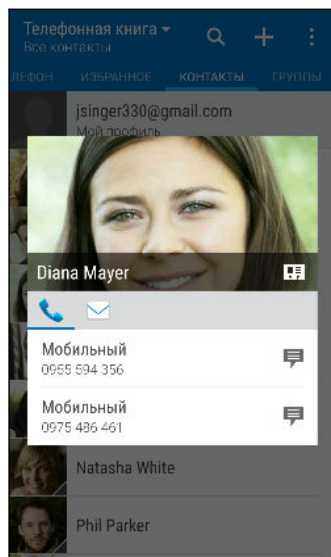 Телефонная книга
Все контакты
ЛЕФОН ИЗБРАННОЕ КОНТАКТЫ ГРУППЫ
jsinger330@gmail.com
Мой профиль
Diana Mayer
Мобильный
0955 594 356
Мобильный
0975 486 461
Natasha White
Phil Parker